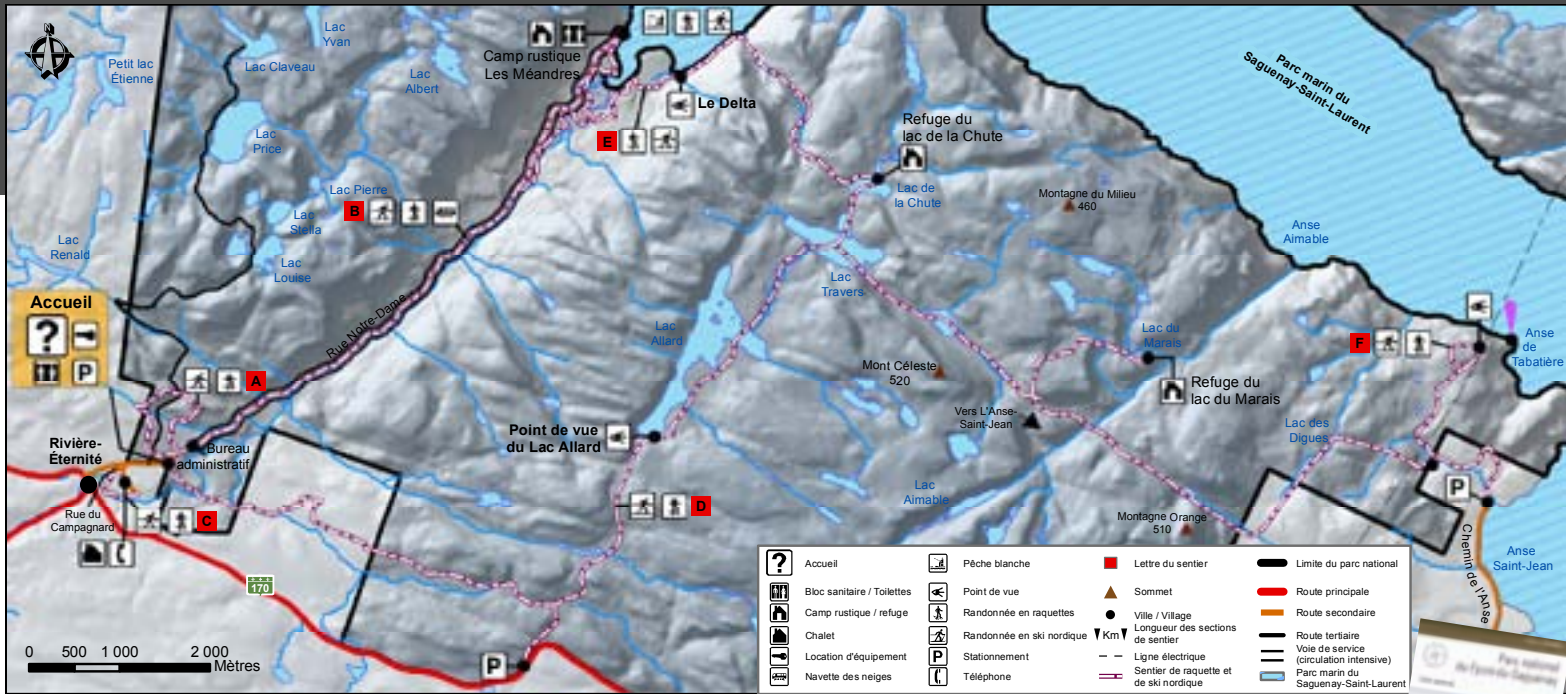 Lac
Yvan
Petit lac
Étienne
Lac Claveau
Lac
Albert
Camp rustique
Les Méandres
Parc marin du
Saguenay-Saint-Laurent
Le Delta
Refuge du
lac de la Chute
E
Lac
Price
Lac Pierre
B
Lac
Stella
Lac de
la Chute
Montagne du Milieu
460
Anse
Aimable
Lac
Renald
Lac
Louise
Lac
Travers
Accueil
?
P
Rue Notre-Dame
Lac
Allard
Lac du
Marais
F
Anse
de
Tabatière
A
Mont Céleste
520
Refuge du
lac du Marais
Vers L'Anse-
Saint-Jean
Point de vue
du Lac Allard
Bureau
administratif
Rivière-
Éternité
Lac des
Digues
Lac
Aimable
P
Rue du
Campagnard
C
D
Montagne Orange
510
Chemin de l'Anse
Anse
Saint-Jean
170
P
0 500 1 000 2 000
Mètres
? Accueil
Bloc sanitaire / Toilettes
Camp rustique / refuge
Chalet
Location d'équipement
Navette des neiges
Pêche blanche
Point de vue
Randonnée en raquettes
Randonnée en ski nordique
P Stationnement
Téléphone
Lettre du sentier
Sommet
Ville / Village
Km Longueur des sections
de sentier
Ligne électrique
Sentier de raquette et
de ski nordique
Limite du parc national
Route principale
Route secondaire
Route tertiaire
Voie de service
(circulation intensive)
Parc marin du
Saguenay-Saint-Laurent
Parc national
du Fjord-du-Saguenay